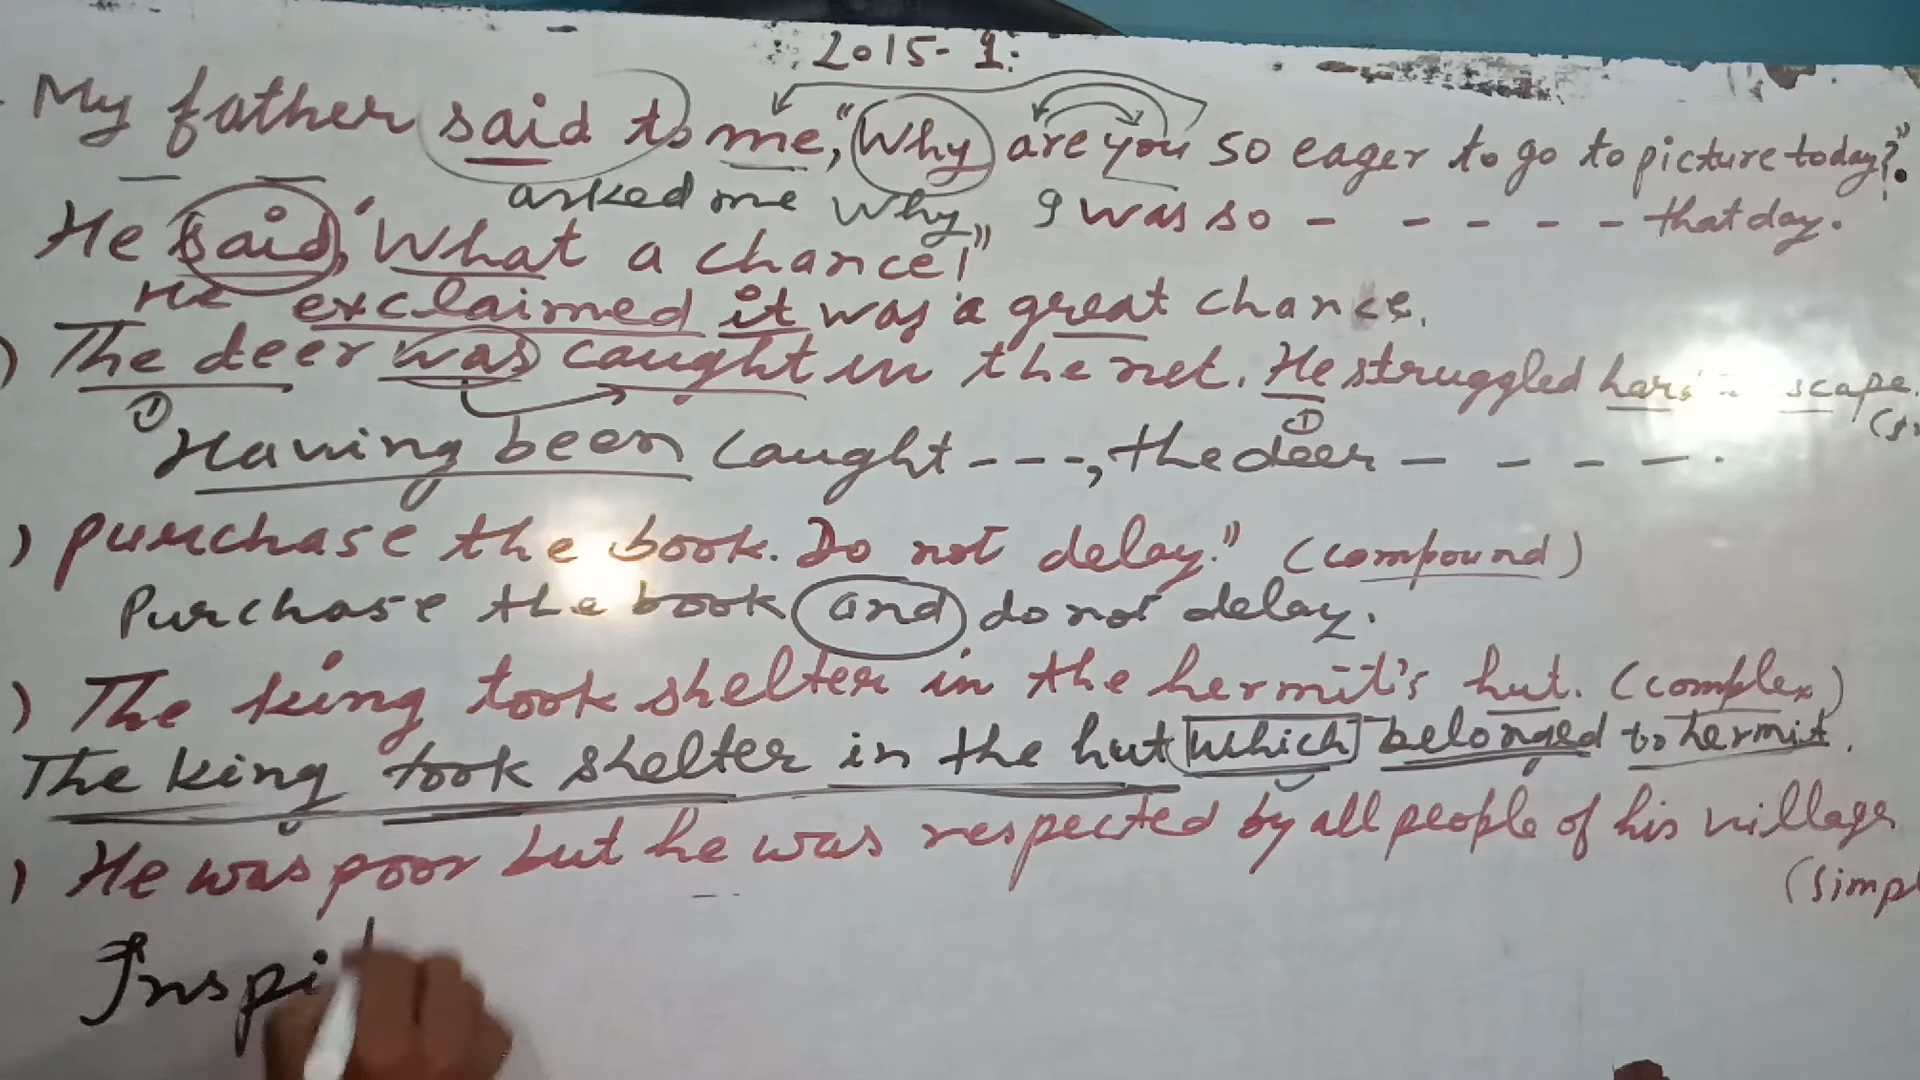 2015-1:
My father said to me, "Why are you so eager to go to picture today?".
asked me why I was so - - - - - that day.
He said, "What a chance!"
He exclaimed it was a great chance.
) The deer was caught in the net. He struggled hard escape.
1 1
Having been caught - - -, the deer - - - - .
) Purchase the book. Do not delay." (compound)
Purchase the book and do not delay.
) The king took shelter in the hermit's hut. (complex)
The king took shelter in the hut which belonged to hermit.
) He was poor but he was respected by all people of his village
(Simpl
Inspi